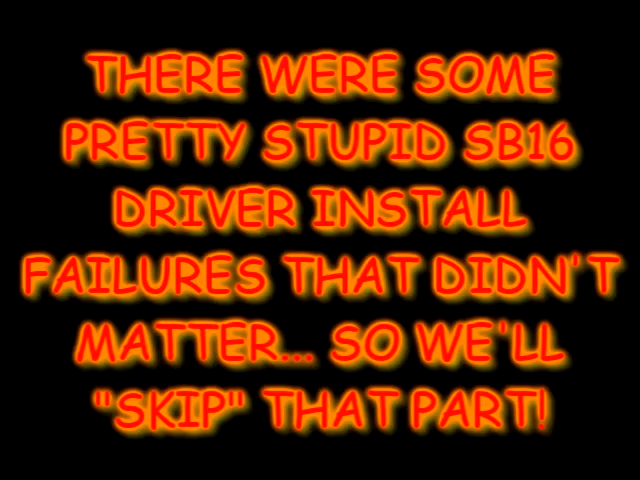 THERE WERE SOME
PRETTY STUPID SB16
DRIVER INSTALL
FAILURES THAT DIDN'T
MATTER... SO WE'LL
"SKIP" THAT PART!